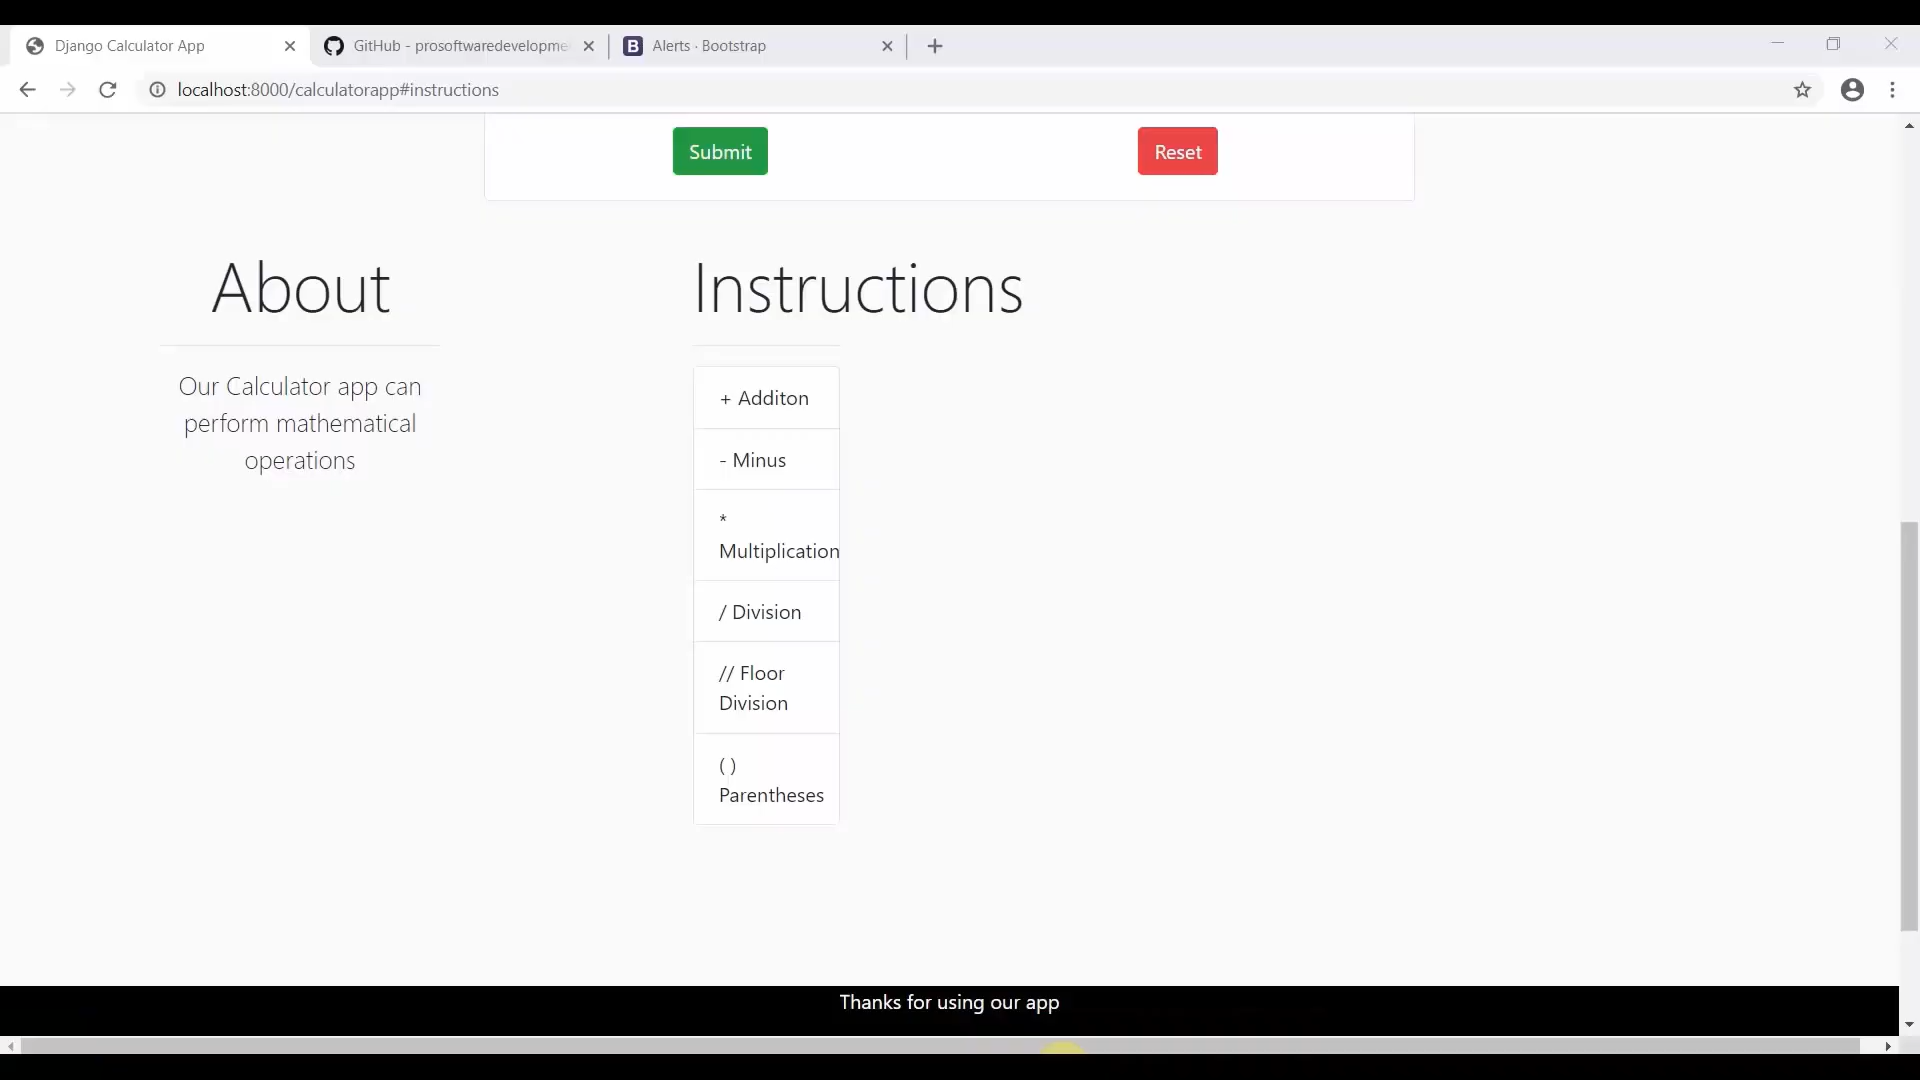 Django Calculator App
GitHub - prosoftwaredevelopme
Alerts · Bootstrap
localhost:8000/calculatorapp#instructions
Submit
Reset
About
Our Calculator app can
perform mathematical
operations
Instructions
+ Additon
- Minus
*
Multiplication
/ Division
// Floor
Division
( )
Parentheses
Thanks for using our app